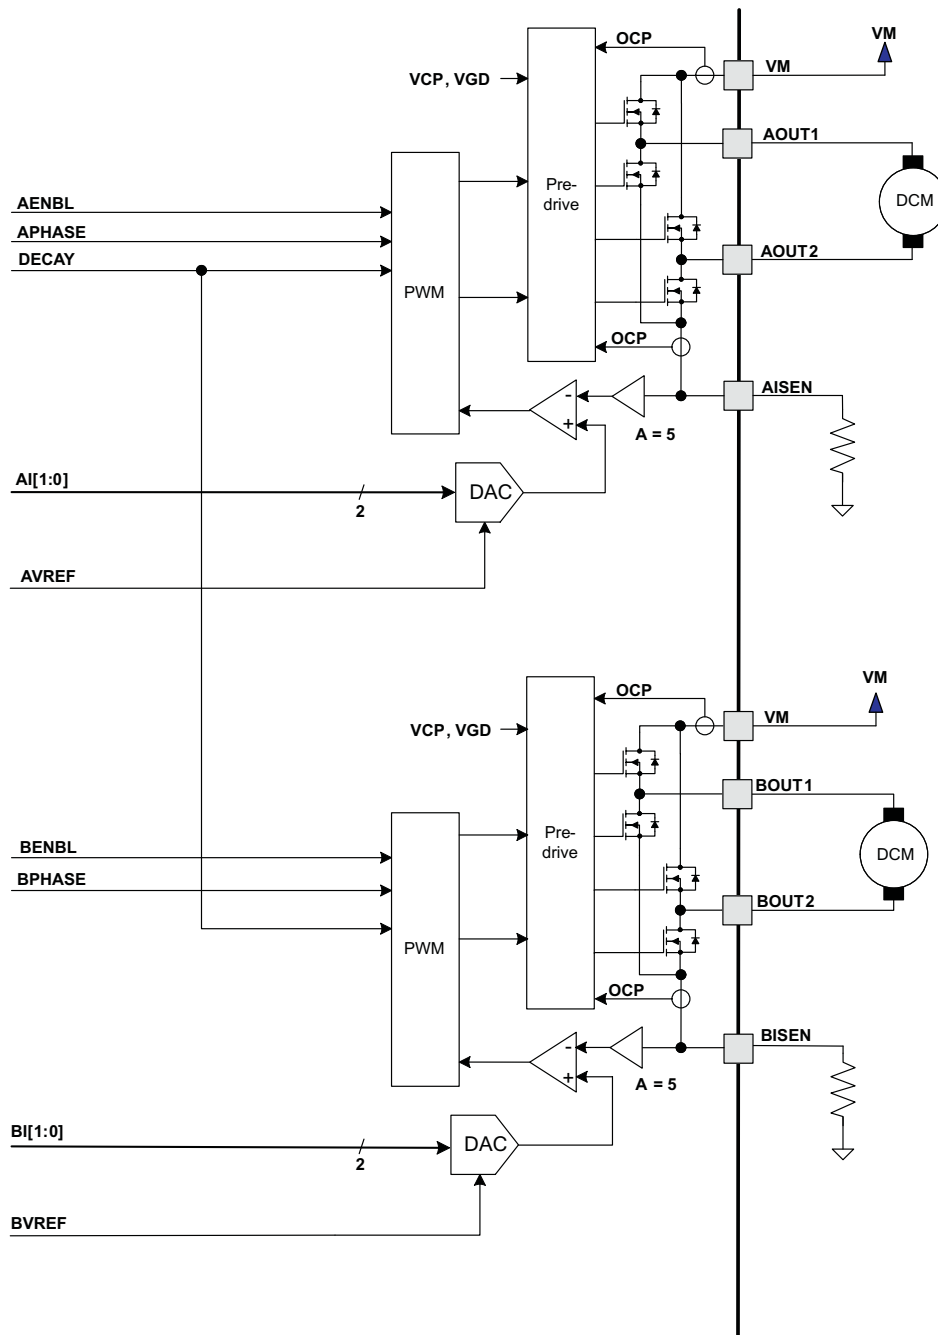 OCP
VM
VM
VCP, VGD
AOUT1
Pre-
drive
DCM
AENBL
APHASE
DECAY
AOUT2
PWM
OCP
AISEN
-
+
A = 5
AI[1:0]
2
DAC
AVREF
VM
OCP
VM
VCP, VGD
BOUT1
Pre-
drive
DCM
BENBL
BPHASE
BOUT2
PWM
OCP
BISEN
-
+
A = 5
BI[1:0]
2
DAC
BVREF